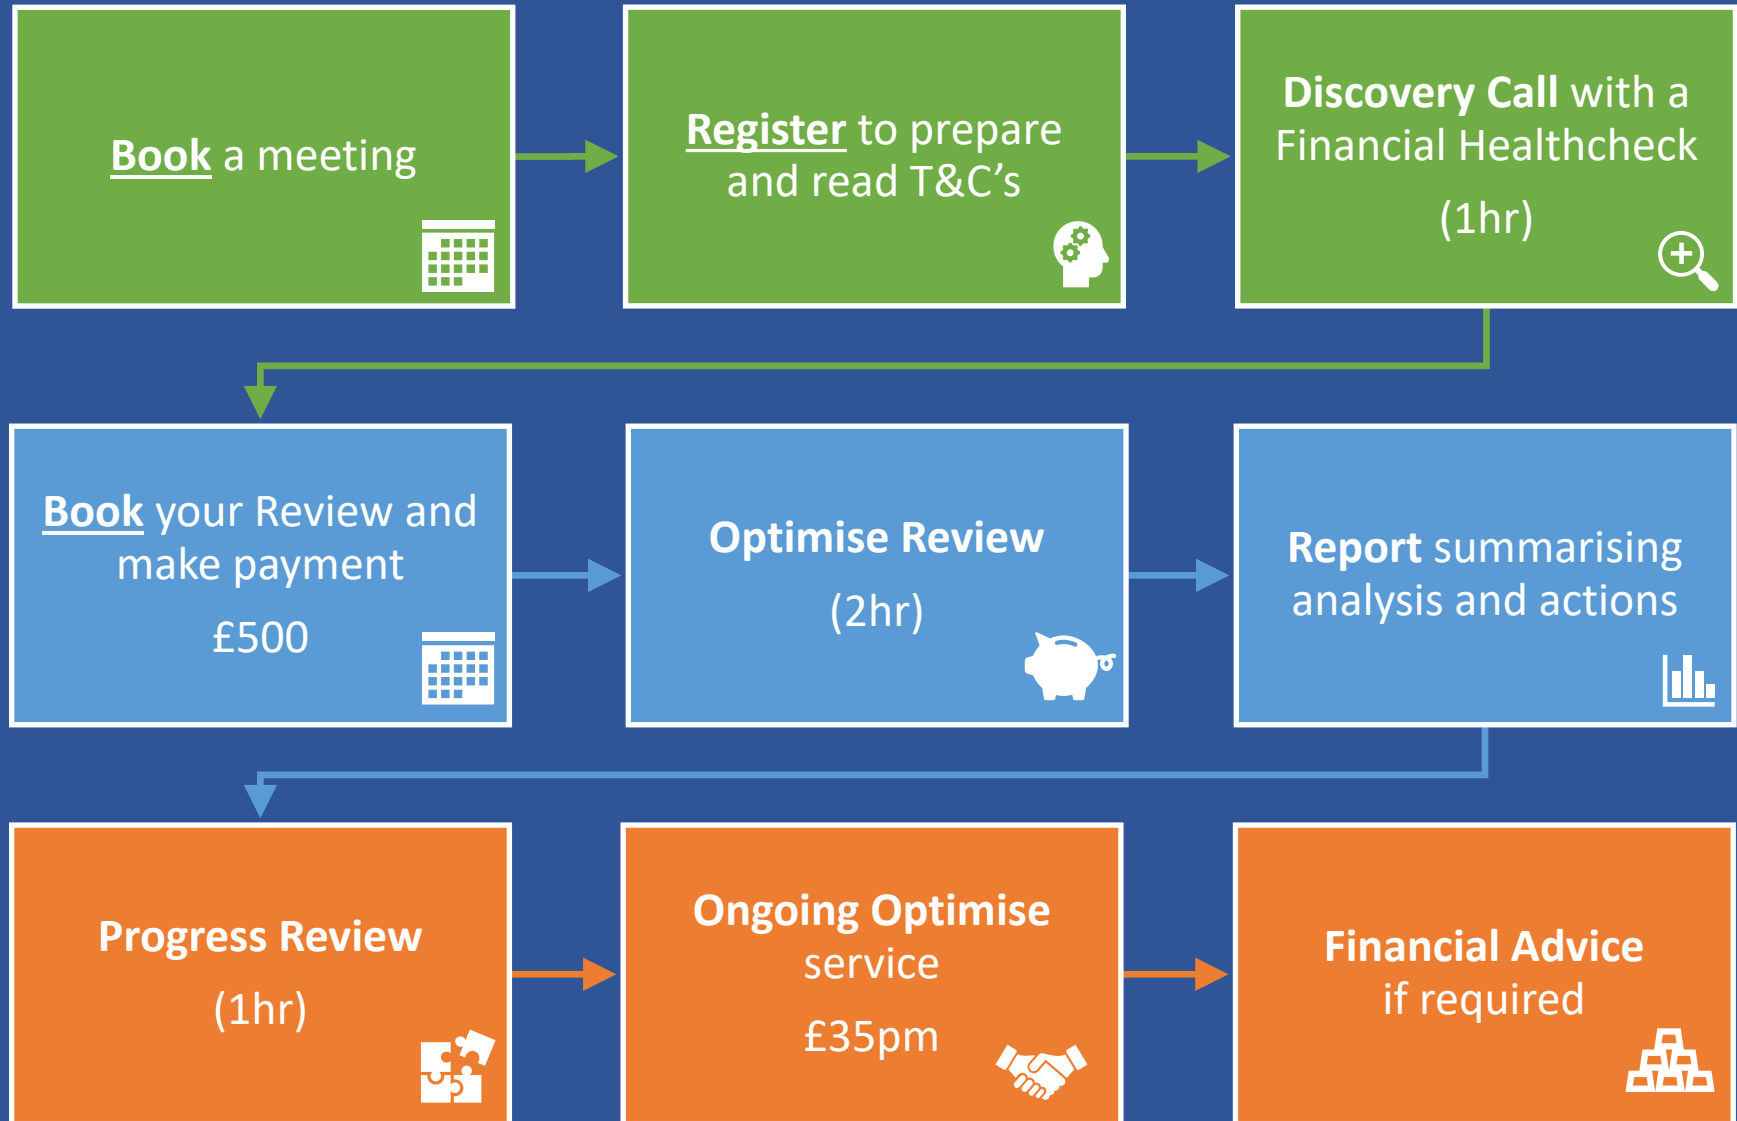 Book a meeting
Register to prepare
and read T&C’s
Discovery Call with a
Financial Healthcheck
(1hr)
Book your Review and
make payment
£500
Optimise Review
(2hr)
Report summarising
analysis and actions
Progress Review
(1hr)
Ongoing Optimise
service
£35pm
Financial Advice
if required